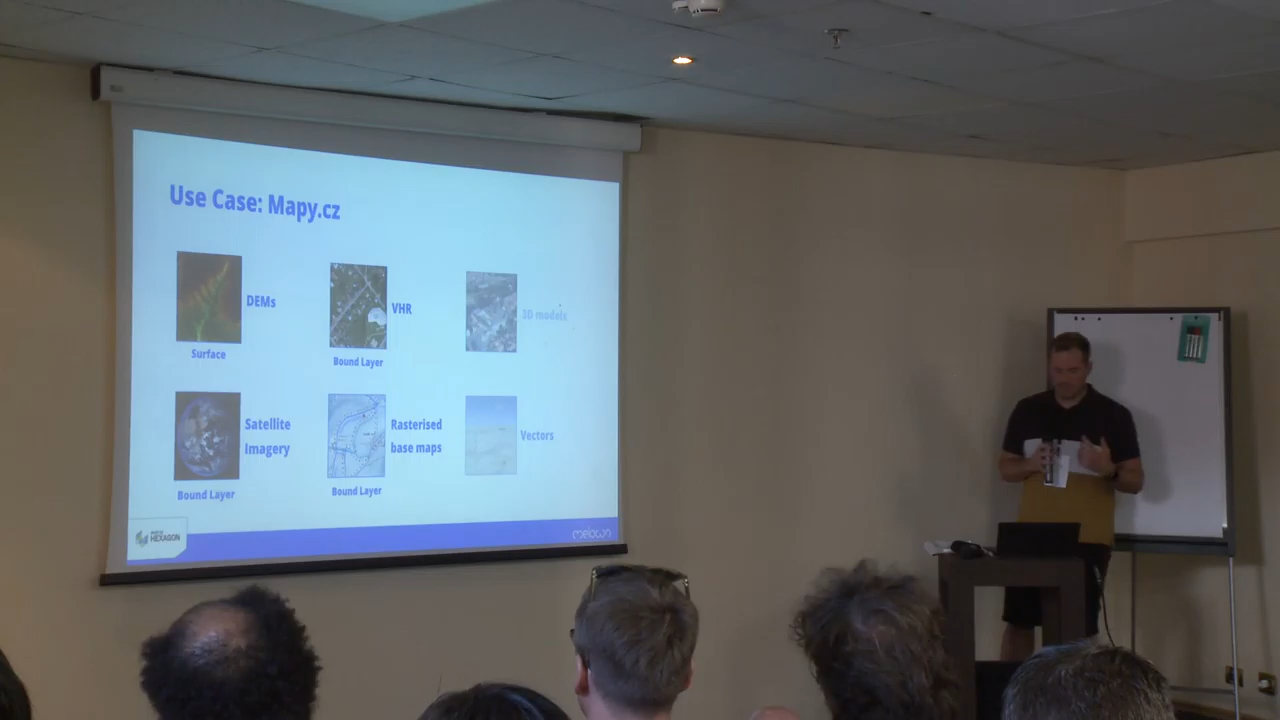 Use Case: Mapy.cz
DEMs
Surface
VHR
Bound Layer
3D models
Satellite
Imagery
Bound Layer
Rasterised
base maps
Bound Layer
Vectors
HEXAGON
melown